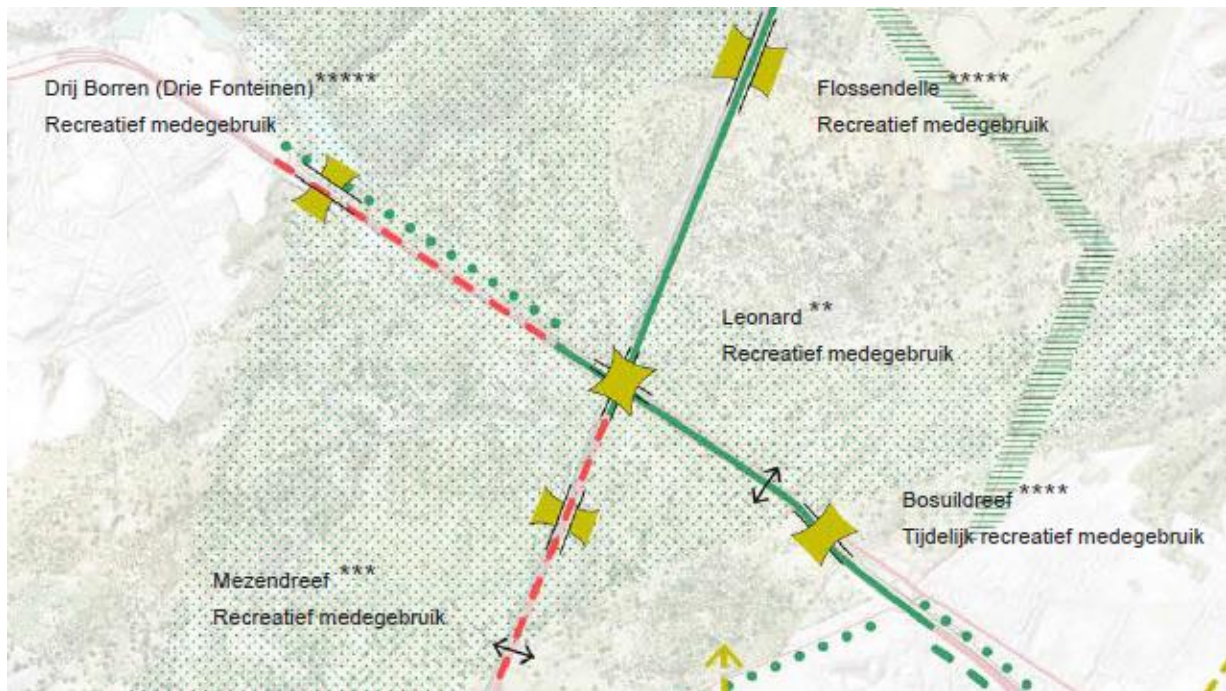 Drij Borren (Drie Fonteinen) *****
Recreatief medegebruik
Flossendelle *****
Recreatief medegebruik
Leonard **
Recreatief medegebruik
Bosuildreef ****
Tijdelijk recreatief medegebruik
Mezendreef ***
Recreatief medegebruik